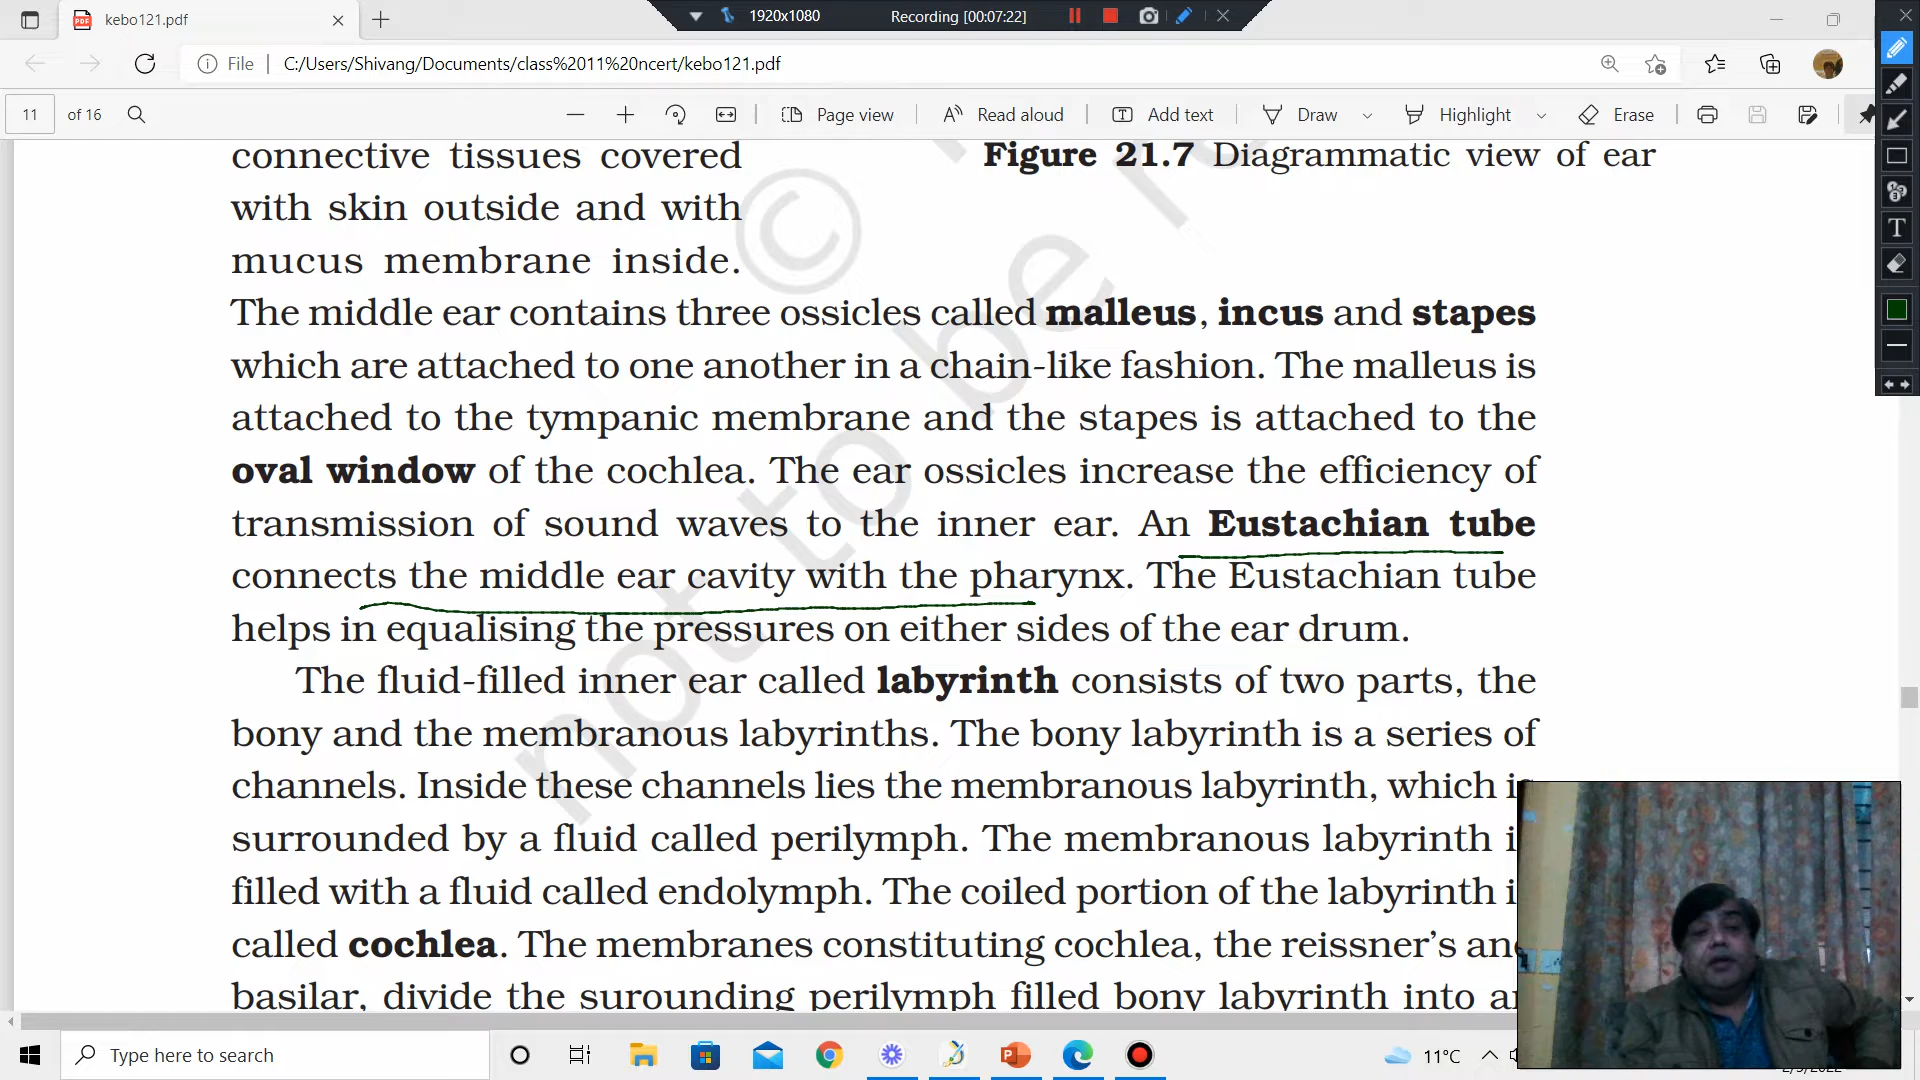 kebo121.pdf
1920x1080
Recording [00:07:22]
File
C:/Users/Shivang/Documents/class%2011%20ncert/kebo121.pdf
11 of 16
Page view
Read aloud
Add text
Draw
Highlight
Erase
connective tissues covered
with skin outside and with
mucus membrane inside.
Figure 21.7 Diagrammatic view of ear
The middle ear contains three ossicles called malleus, incus and stapes
which are attached to one another in a chain-like fashion. The malleus is
attached to the tympanic membrane and the stapes is attached to the
oval window of the cochlea. The ear ossicles increase the efficiency of
transmission of sound waves to the inner ear. An Eustachian tube
connects the middle ear cavity with the pharynx. The Eustachian tube
helps in equalising the pressures on either sides of the ear drum.
The fluid-filled inner ear called labyrinth consists of two parts, the
bony and the membranous labyrinths. The bony labyrinth is a series of
channels. Inside these channels lies the membranous labyrinth, which
surrounded by a fluid called perilymph. The membranous labyrinth
filled with a fluid called endolymph. The coiled portion of the labyrinth
called cochlea. The membranes constituting cochlea, the reissner's
basilar, divide the surounding perilymph filled bony labyrinth into
© not to be
Type here to search
11°C